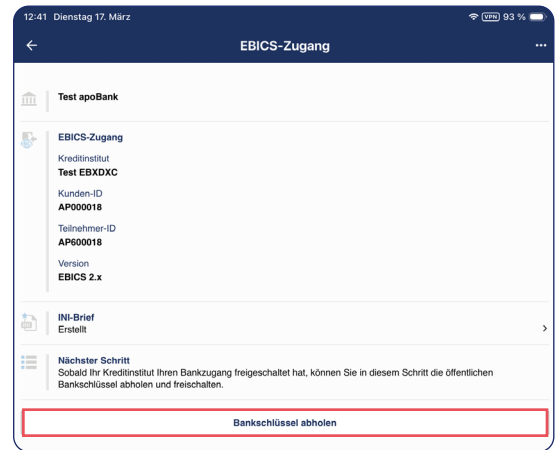 12:41 Dienstag 17. März VPN 93 %
EBICS-Zugang
Test apoBank
EBICS-Zugang
Kreditinstitut
Test EBXDXC
Kunden-ID
AP000018
Teilnehmer-ID
AP600018
Version
EBICS 2.x
INI-Brief
Erstellt
Nächster Schritt
Sobald Ihr Kreditinstitut Ihren Bankzugang freigeschaltet hat, können Sie in diesem Schritt die öffentlichen
Bankschlüssel abholen und freischalten.
Bankschlüssel abholen